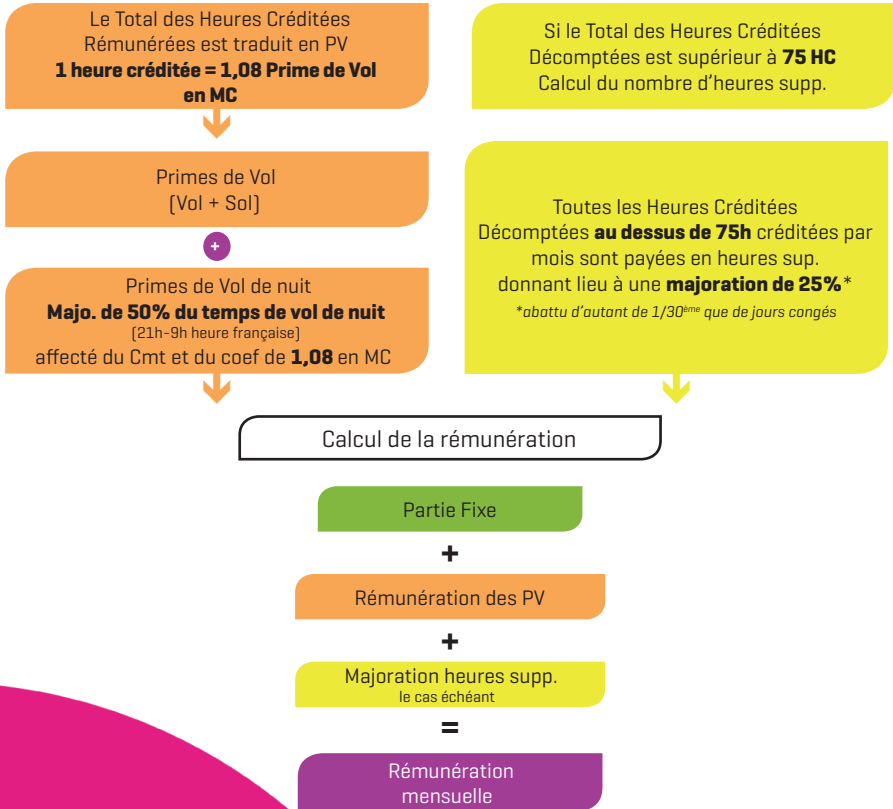 Le Total des Heures Créditées
Rémunérées est traduit en PV
1 heure créditée = 1,08 Prime de Vol
en MC
Primes de Vol
(Vol + Sol)
+
Primes de Vol de nuit
Majo. de 50% du temps de vol de nuit
(21h-9h heure française)
affecté du Cmt et du coef de 1,08 en MC
Si le Total des Heures Créditées
Décomptées est supérieur à 75 HC
Calcul du nombre d'heures supp.
Toutes les Heures Créditées
Décomptées au dessus de 75h créditées par
mois sont payées en heures sup.
donnant lieu à une majoration de 25%*
*abattu d'autant de 1/30ème que de jours congés
Calcul de la rémunération
Partie Fixe
+
Rémunération des PV
+
Majoration heures supp.
le cas échéant
=
Rémunération
mensuelle